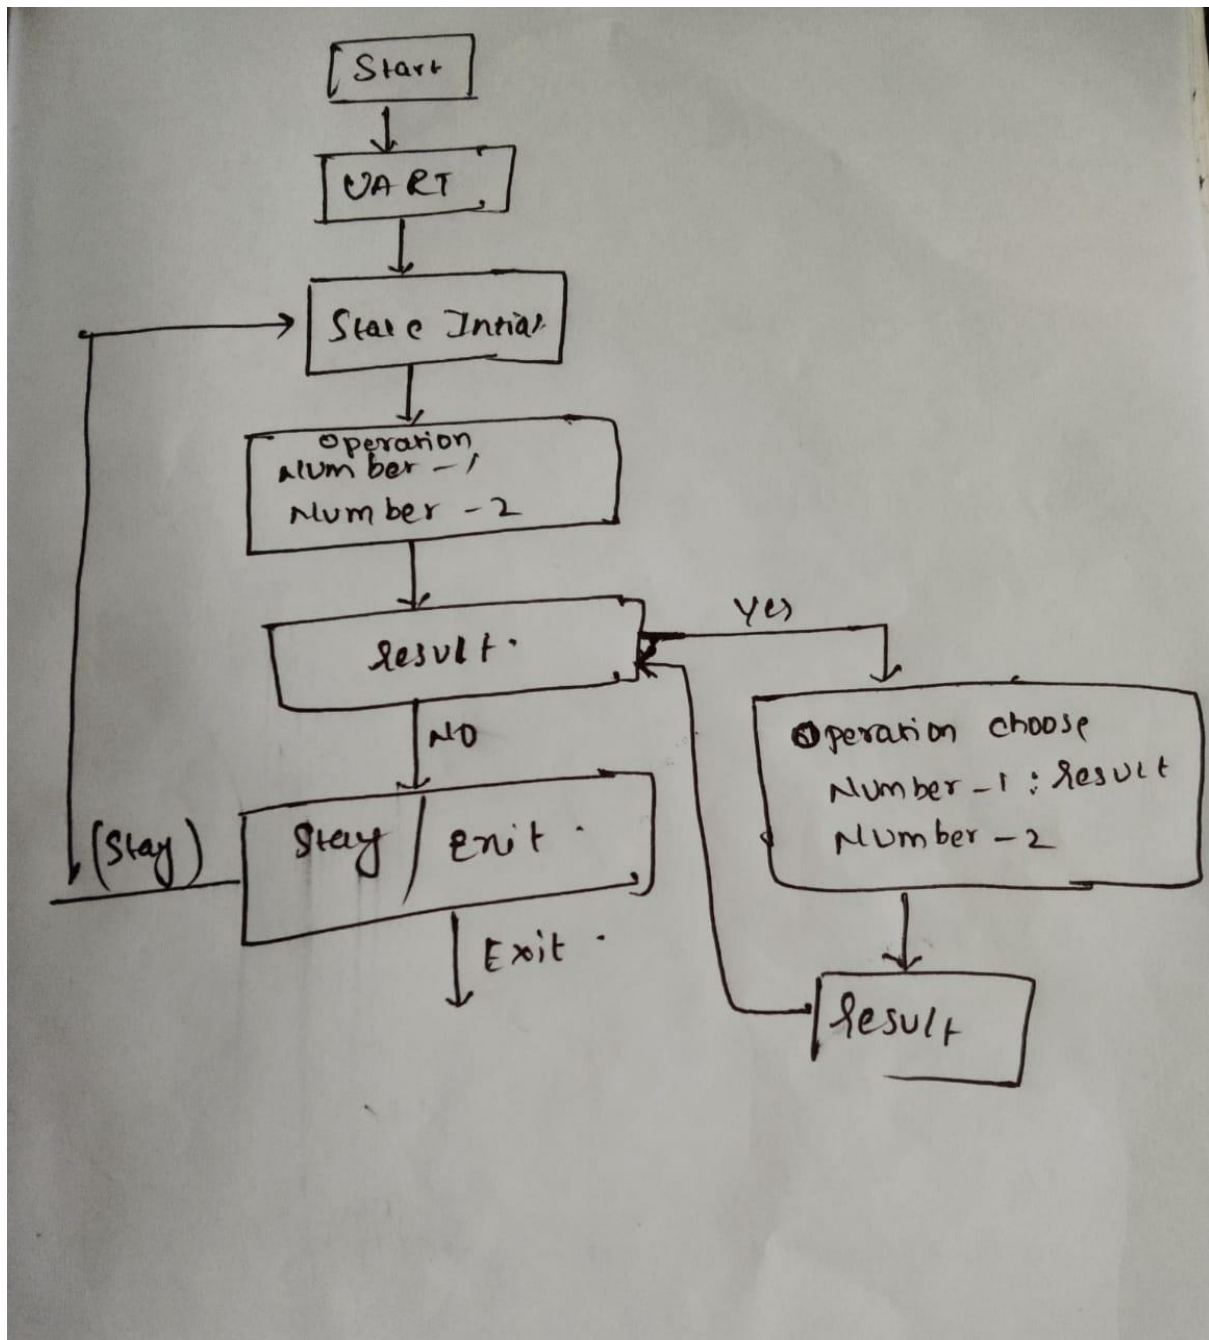 Start
UART
State Intial
Operation
Number - 1
Number - 2
Result.
Yes
Operation choose
Number - 1 : Result
Number - 2
Result
NO
Stay / Exit.
(Stay)
Exit.